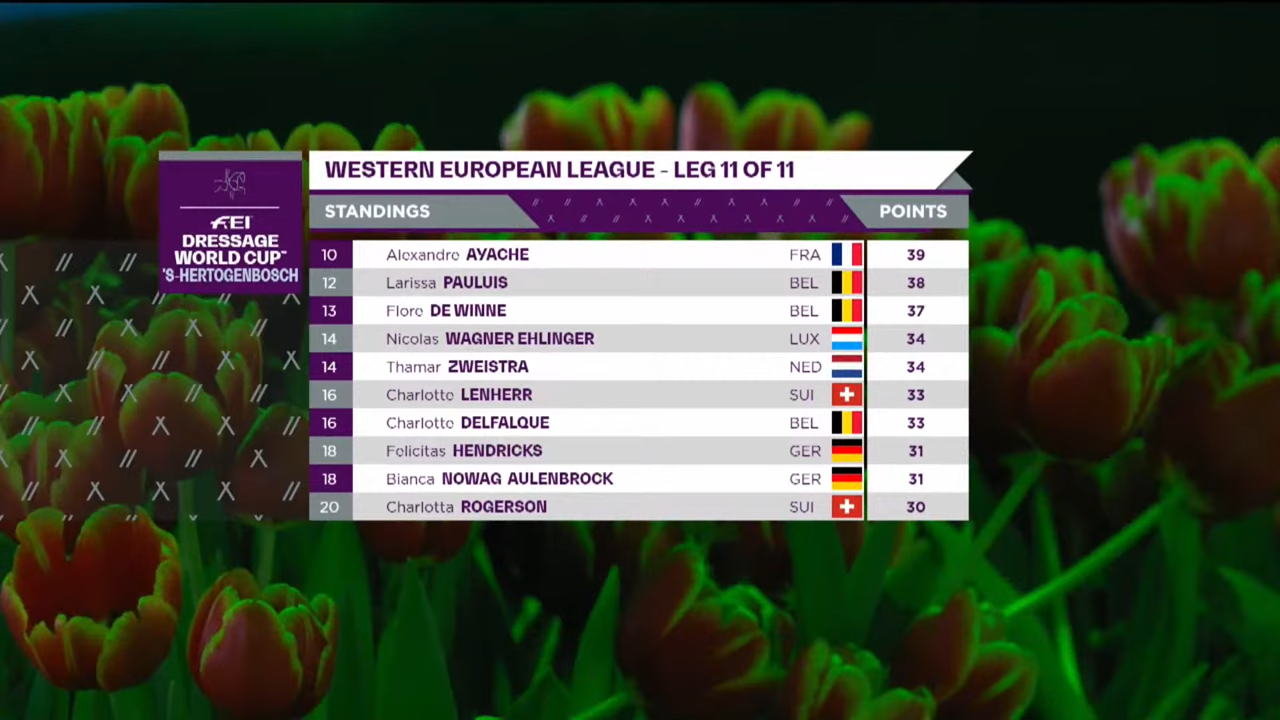 WESTERN EUROPEAN LEAGUE - LEG 11 OF 11
FEI
DRESSAGE
WORLD CUP™
'S-HERTOGENBOSCH
STANDINGS POINTS
10 Alexandre AYACHE FRA 39
12 Larissa PAULUIS BEL 38
13 Flore DE WINNE BEL 37
14 Nicolas WAGNER EHLINGER LUX 34
14 Thamar ZWEISTRA NED 34
16 Charlotte LENHERR SUI 33
16 Charlotte DELFALQUE BEL 33
18 Felicitas HENDRICKS GER 31
18 Bianca NOWAG AULENBROCK GER 31
20 Charlotta ROGERSON SUI 30